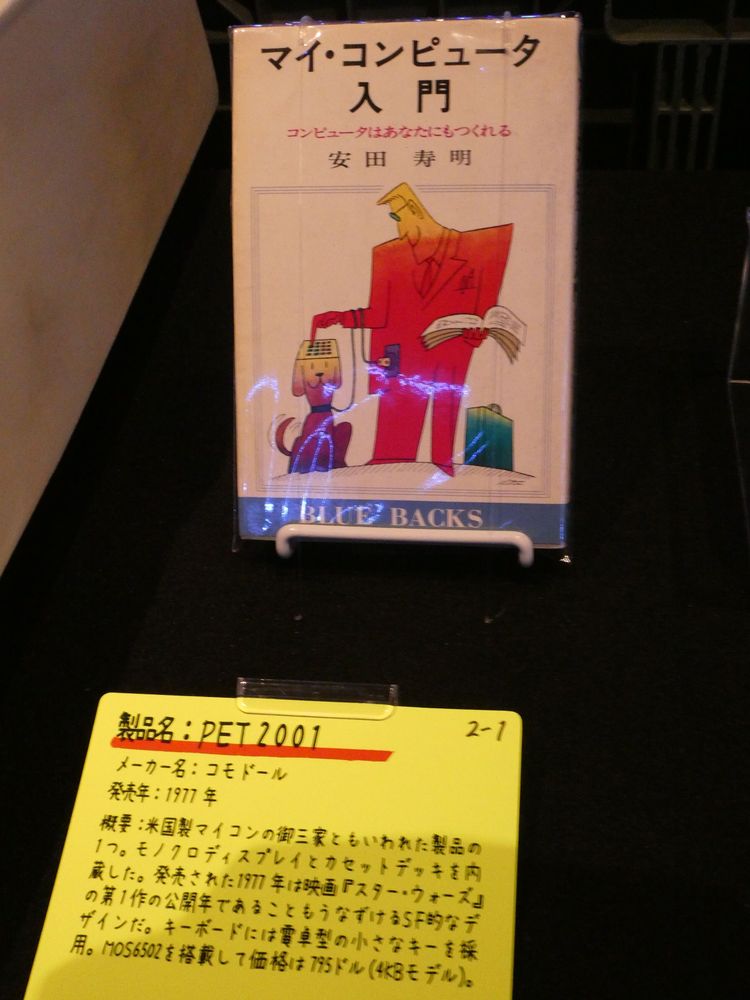 マイ・コンピュータ
入門
コンピュータはあなたにもつくれる
安田 寿明
BLUE BACKS
2-1
製品名：PET2001
メーカー名：コモドール
発売年：1977年
概要：米国製マイコンの御三家ともいわれた製品の
1つ。モノクロディスプレイとカセットデッキを内
蔵した。発売された1977年は映画『スター・ウォーズ』
の第1作の公開年であることもうなずけるSF的なデ
ザインだ。キーボードには電卓型の小さなキーを採
用。MOS6502を搭載して価格は795ドル(4KBモデル)。